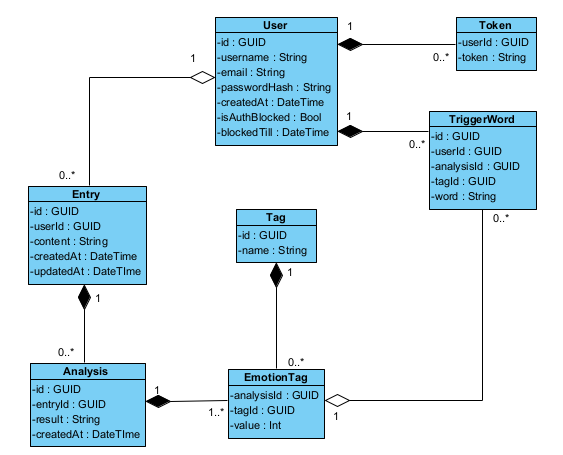 User
-id : GUID
-username : String
-email : String
-passwordHash : String
-createdAt : DateTime
-isAuthBlocked : Bool
-blockedTill : DateTime
1
0..*
Token
-userId : GUID
-token : String
1
0..*
TriggerWord
-id : GUID
-userId : GUID
-analysisId : GUID
-tagId : GUID
-word : String
0..*
1
0..*
Entry
-id : GUID
-userId : GUID
-content : String
-createdAt : DateTime
-updatedAt : DateTIme
1
0..*
Tag
-id : GUID
-name : String
1
0..*
Analysis
-id : GUID
-entryId : GUID
-result : String
-createdAt : DateTIme
1
1..*
EmotionTag
-analysisId : GUID
-tagId : GUID
-value : Int
1